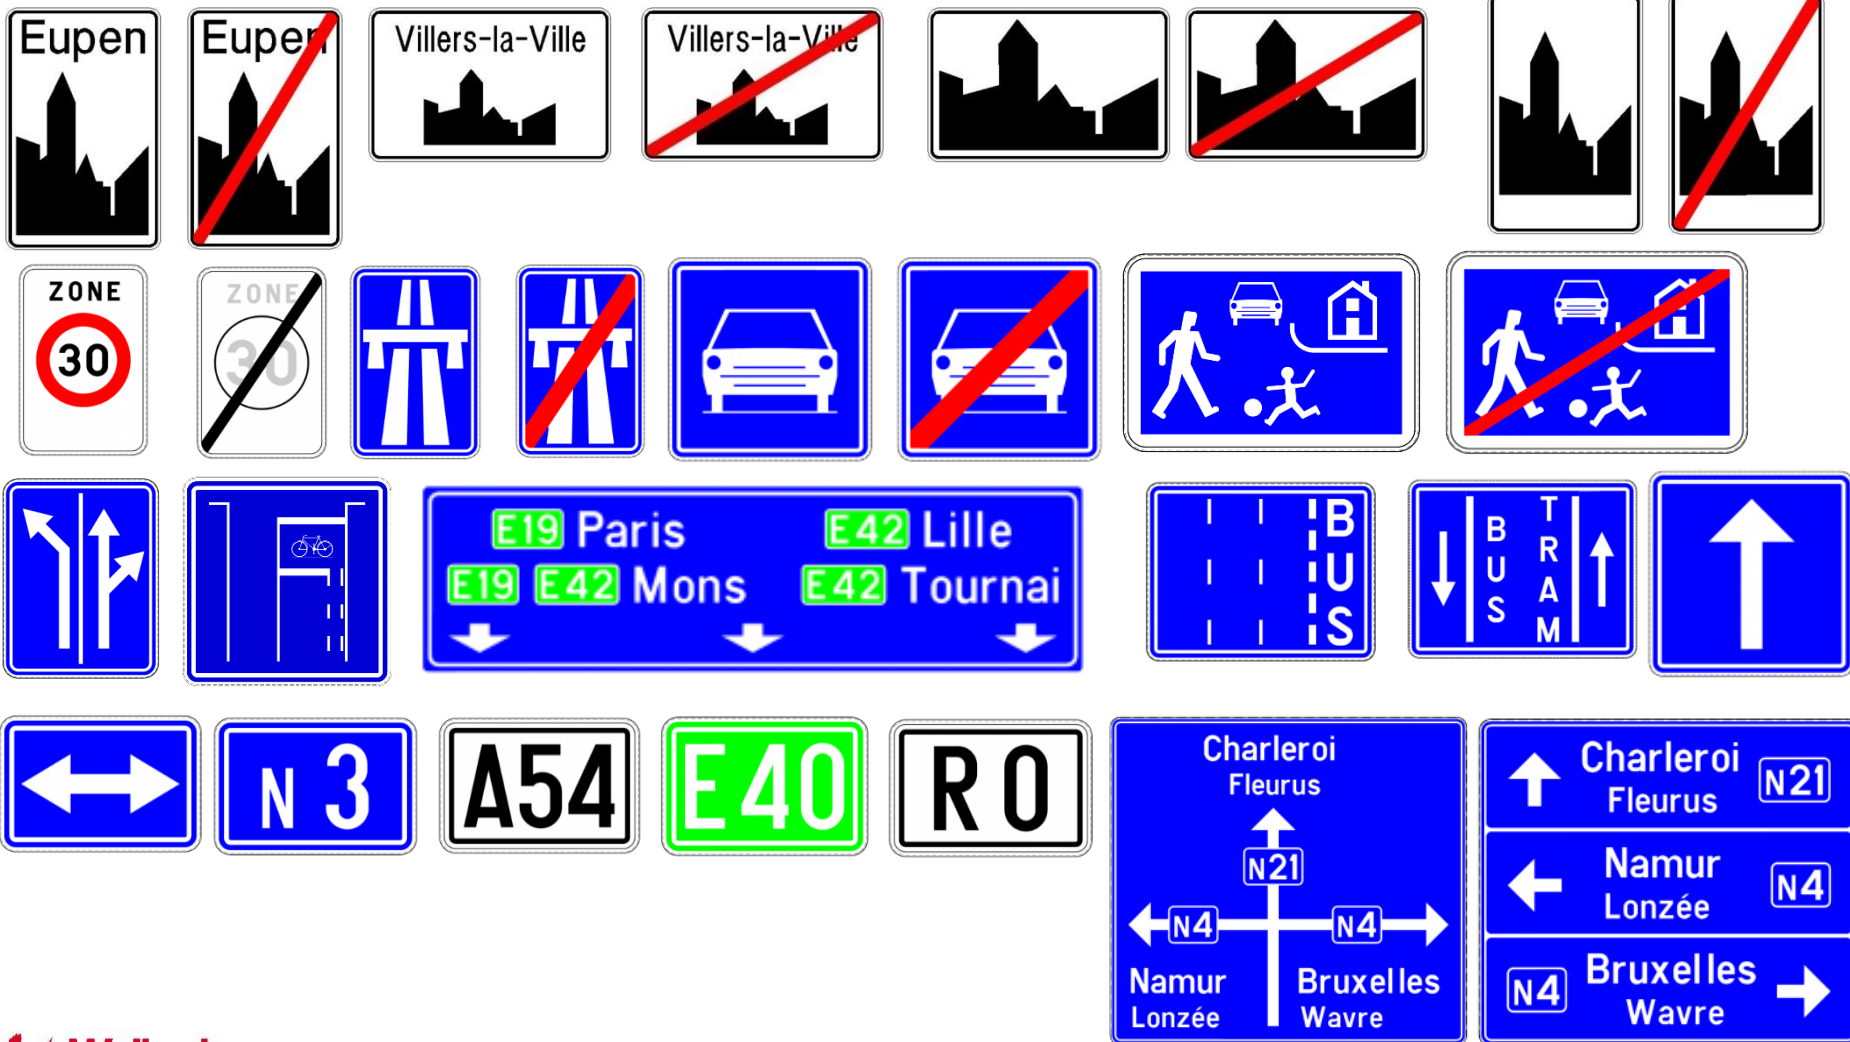 Eupen
Eupen
Villers-la-Ville
Villers-la-Ville
ZONE
30
ZONE
30
E19 Paris
E19 E42 Mons
E42 Lille
E42 Tournai
BUS
BUS
TRAM
N 3
A54
E40
R0
Charleroi
Fleurus
N21
N4
N4
Namur
Lonzée
Bruxelles
Wavre
Charleroi
Fleurus
N21
Namur
Lonzée
N4
N4
Bruxelles
Wavre